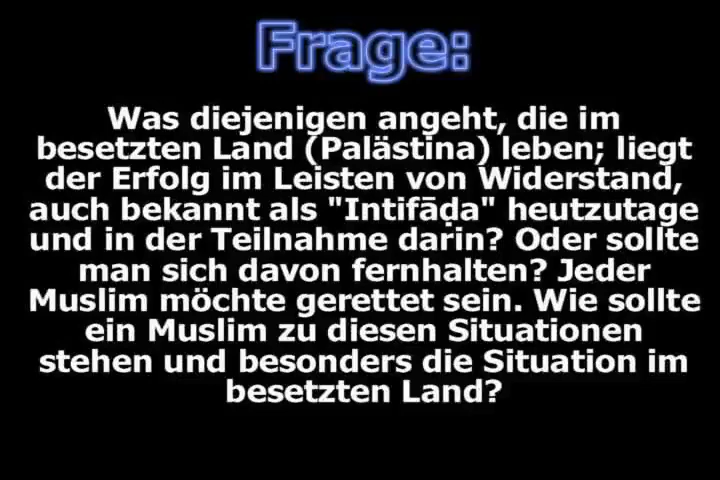 Frage:
Was diejenigen angeht, die im
besetzten Land (Palästina) leben; liegt
der Erfolg im Leisten von Widerstand,
auch bekannt als "Intifāḍa" heutzutage
und in der Teilnahme darin? Oder sollte
man sich davon fernhalten? Jeder
Muslim möchte gerettet sein. Wie sollte
ein Muslim zu diesen Situationen
stehen und besonders die Situation im
besetzten Land?